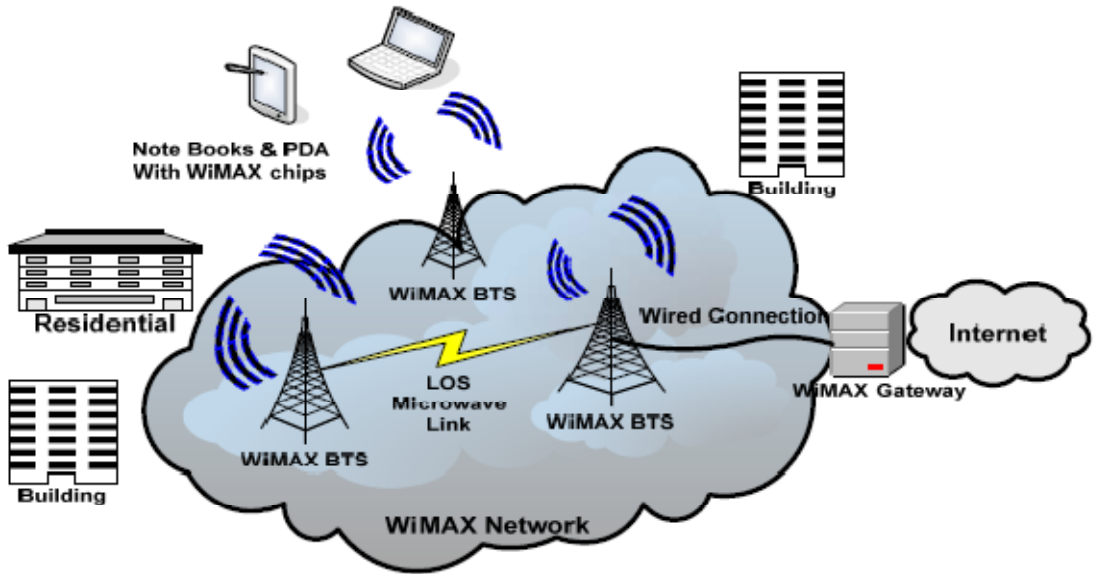 Note Books & PDA
With WiMAX chips
Building
WiMAX BTS
Residential
Wired Connection
Internet
LOS
Microwave
Link
WiMAX Gateway
WiMAX BTS
WiMAX BTS
Building
WiMAX Network